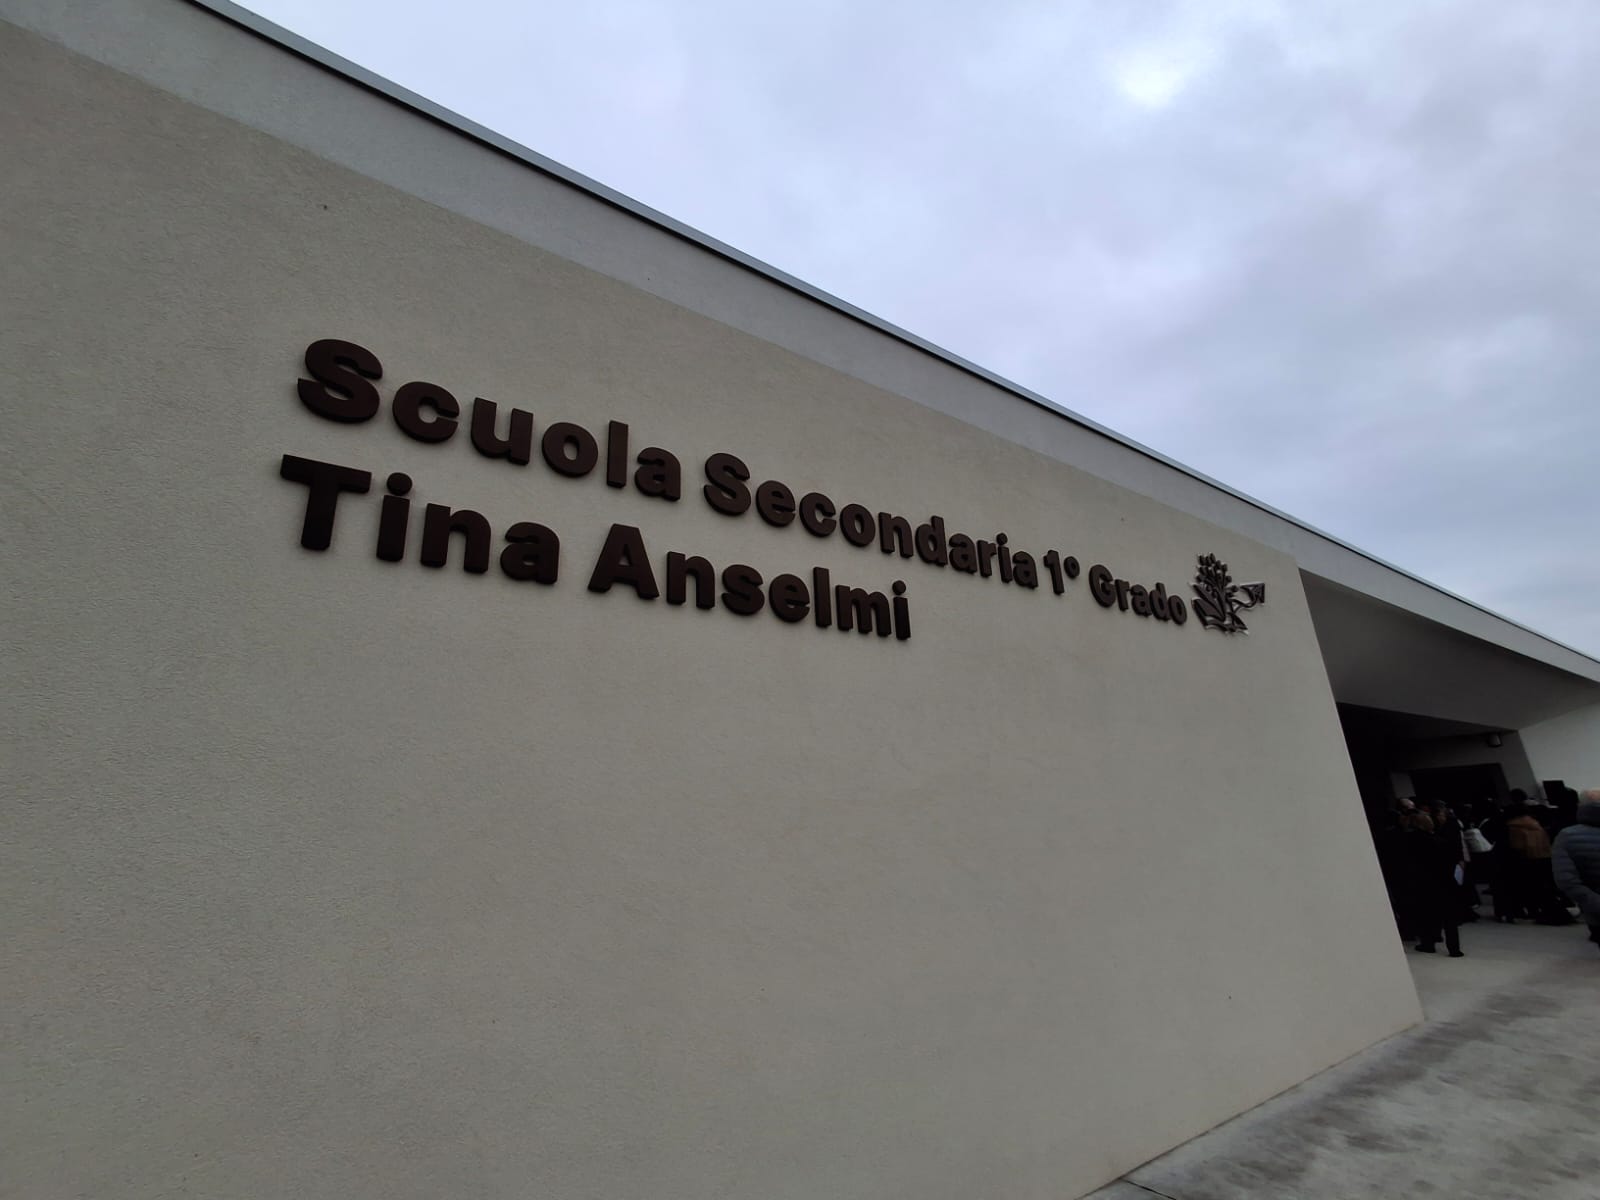 Scuola Secondaria 1° Grado
Tina Anselmi